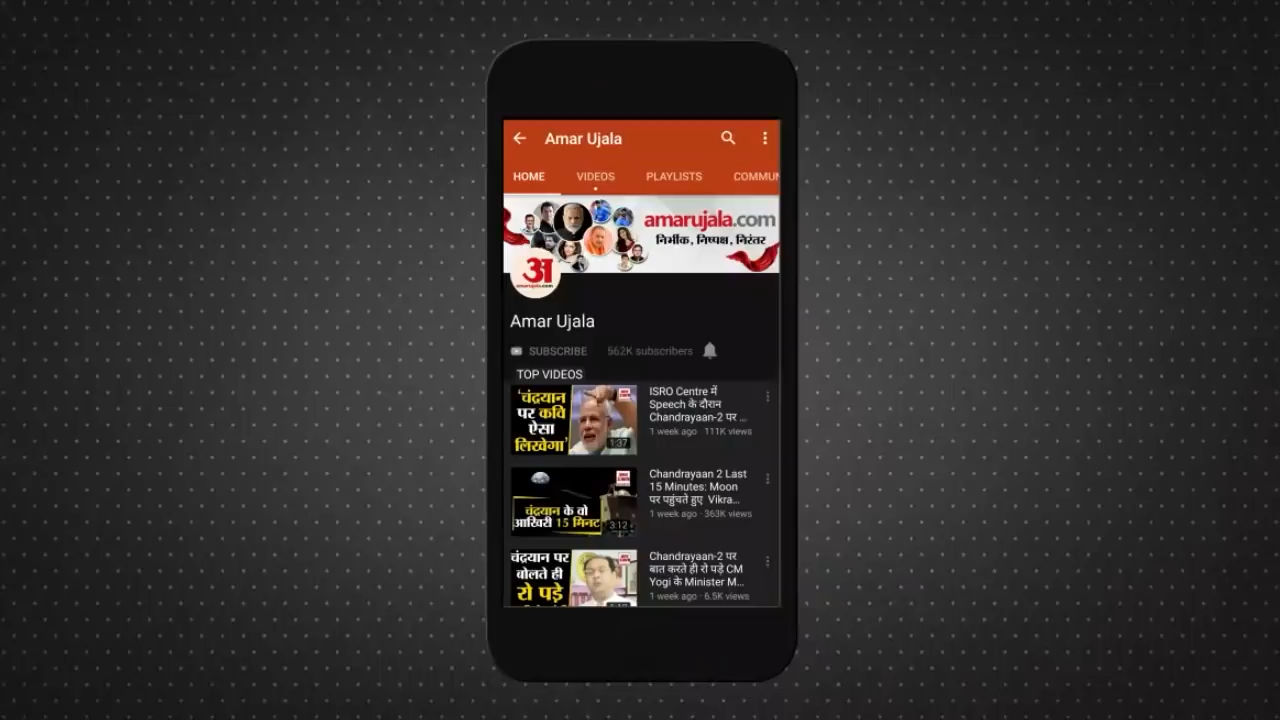 Amar Ujala
HOME VIDEOS PLAYLISTS COMMUN
amarujala.com
निर्भीक, निष्पक्ष, निरंतर
अ
amarujala.com
Amar Ujala
SUBSCRIBE 562K subscribers
TOP VIDEOS
'चंद्रयान
पर कवि
ऐसा
लिखेगा'
1:37
ISRO Centre में
Speech के दौरान
Chandrayaan-2 पर ...
1 week ago · 111K views
चंद्रयान के वो
आखिरी 15 मिनट
3:12
Chandrayaan 2 Last
15 Minutes: Moon
पर पहुंचते हुए Vikra...
1 week ago · 363K views
चंद्रयान पर
बोलते ही
रो पड़े
Chandrayaan-2 पर
बात करते ही रो पड़े CM
Yogi के Minister M...
1 week ago · 6.5K views